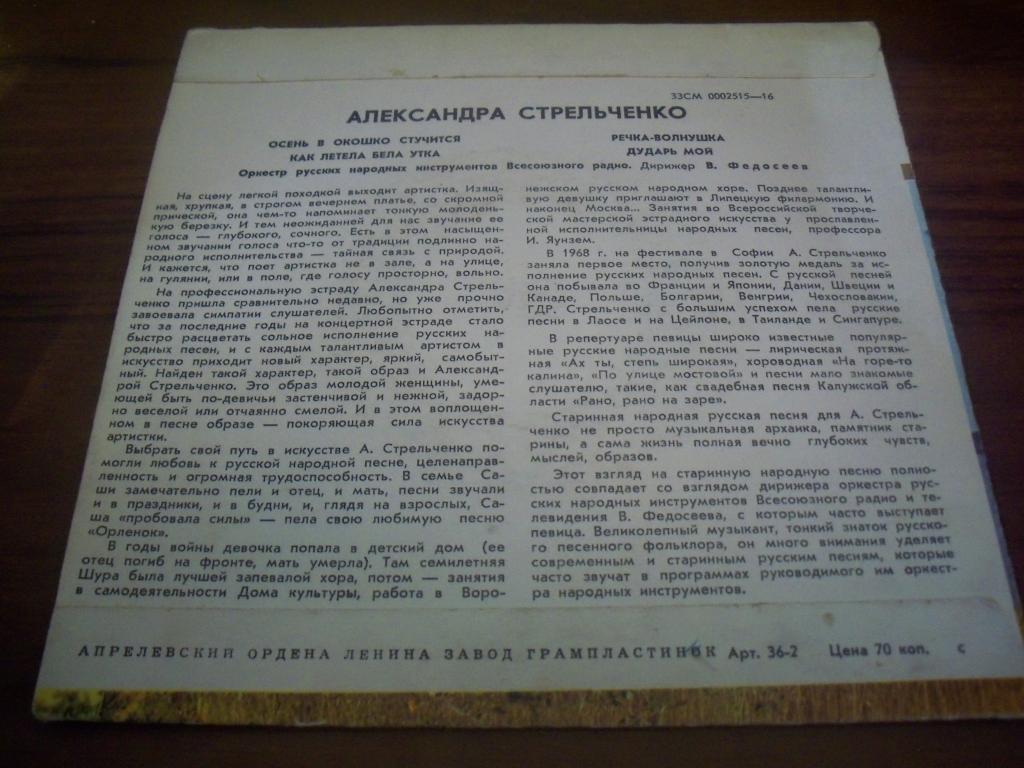 33СМ 0002515—16
АЛЕКСАНДРА СТРЕЛЬЧЕНКО
ОСЕНЬ В ОКОШКО СТУЧИТСЯ
КАК ЛЕТЕЛА БЕЛА УТКА
РЕЧКА-ВОЛНУШКА
ДУДАРЬ МОЙ
Оркестр русских народных инструментов Всесоюзного радио. Дирижер В. Федосеев
На сцену легкой походкой выходит артистка. Изящ-
ная, хрупкая, в строгом вечернем платье, со скромной
прической, она чем-то напоминает тонкую молодень-
кую березку. И тем неожиданней для нас звучание ее
голоса — глубокого, сочного. Есть в этом насыщен-
ном звучании голоса что-то от традиции подлинно на-
родного исполнительства — тайная связь с природой.
И кажется, что поет артистка не в зале, а на улице,
на гулянии, или в поле, где голосу просторно, вольно.
На профессиональную эстраду Александра Стрель-
ченко пришла сравнительно недавно, но уже прочно
завоевала симпатии слушателей. Любопытно отметить,
что за последние годы на концертной эстраде стало
быстро расцветать сольное исполнение русских на-
родных песен, и с каждым талантливым артистом в
искусство приходит новый характер, яркий, самобыт-
ный. Найден такой характер, такой образ и Александ-
рой Стрельченко. Это образ молодой женщины, уме-
ющей быть по-девичьи застенчивой и нежной, задор-
но веселой или отчаянно смелой. И в этом воплощен-
ном в песне образе — покоряющая сила искусства
артистки.
Выбрать свой путь в искусстве А. Стрельченко по-
могли любовь к русской народной песне, целенаправ-
ленность и огромная трудоспособность. В семье Са-
ши замечательно пели и отец, и мать, песни звучали
и в праздники, и в будни, и, глядя на взрослых, Са-
ша «пробовала силы» — пела свою любимую песню
«Орленок».
В годы войны девочка попала в детский дом (ее
отец погиб на фронте, мать умерла). Там семилетняя
Шура была лучшей запевалой хора, потом — занятия
в самодеятельности Дома культуры, работа в Воро-
нежском русском народном хоре. Позднее талантли-
вую девушку приглашают в Липецкую филармонию. И
наконец Москва... Занятия во Всероссийской творче-
ской мастерской эстрадного искусства у прославлен-
ной исполнительницы народных песен, профессора
И. Яунзем.
В 1968 г. на фестивале в Софии А. Стрельченко
заняла первое место, получив золотую медаль за ис-
полнение русских народных песен. С русской песней
она побывала во Франции и Японии, Дании, Швеции и
Канаде, Польше, Болгарии, Венгрии, Чехословакии,
ГДР. Стрельченко с большим успехом пела русские
песни в Лаосе и на Цейлоне, в Таиланде и Сингапуре.
В репертуаре певицы широко известные популяр-
ные русские народные песни — лирическая протяж-
ная «Ах ты, степь широкая», хороводная «На горе-то
калина», «По улице мостовой» и песни мало знакомые
слушателю, такие, как свадебная песня Калужской об-
ласти «Рано, рано на заре».
Старинная народная русская песня для А. Стрель-
ченко не просто музыкальная архаика, памятник ста-
рины, а сама жизнь полная вечно глубоких чувств,
мыслей, образов.
Этот взгляд на старинную народную песню полно-
стью совпадает со взглядом дирижера оркестра рус-
ских народных инструментов Всесоюзного радио и те-
левидения В. Федосеева, с которым часто выступает
певица. Великолепный музыкант, тонкий знаток русско-
го песенного фольклора, он много внимания уделяет
современным и старинным русским песням, которые
часто звучат в программах руководимого им оркест-
ра народных инструментов.
АПРЕЛЕВСКИЙ ОРДЕНА ЛЕНИНА ЗАВОД ГРАМПЛАСТИНОК Арт. 36-2 Цена 70 коп. С